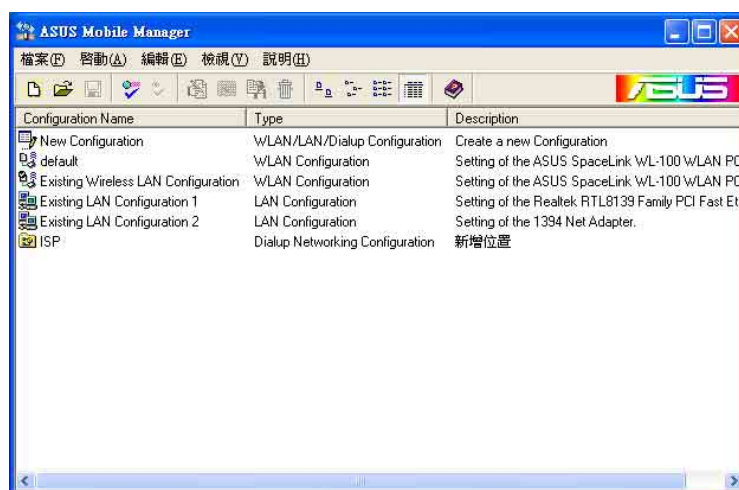 ASUS Mobile Manager
檔案(F) 啓動(A) 編輯(E) 檢視(V) 說明(H)
ASUS
Configuration Name Type Description
New Configuration WLAN/LAN/Dialup Configuration Create a new Configuration
default WLAN Configuration Setting of the ASUS SpaceLink WL-100 WLAN PC
Existing Wireless LAN Configuration WLAN Configuration Setting of the ASUS SpaceLink WL-100 WLAN PC
Existing LAN Configuration 1 LAN Configuration Setting of the Realtek RTL8139 Family PCI Fast Et
Existing LAN Configuration 2 LAN Configuration Setting of the 1394 Net Adapter.
ISP Dialup Networking Configuration 新增位置